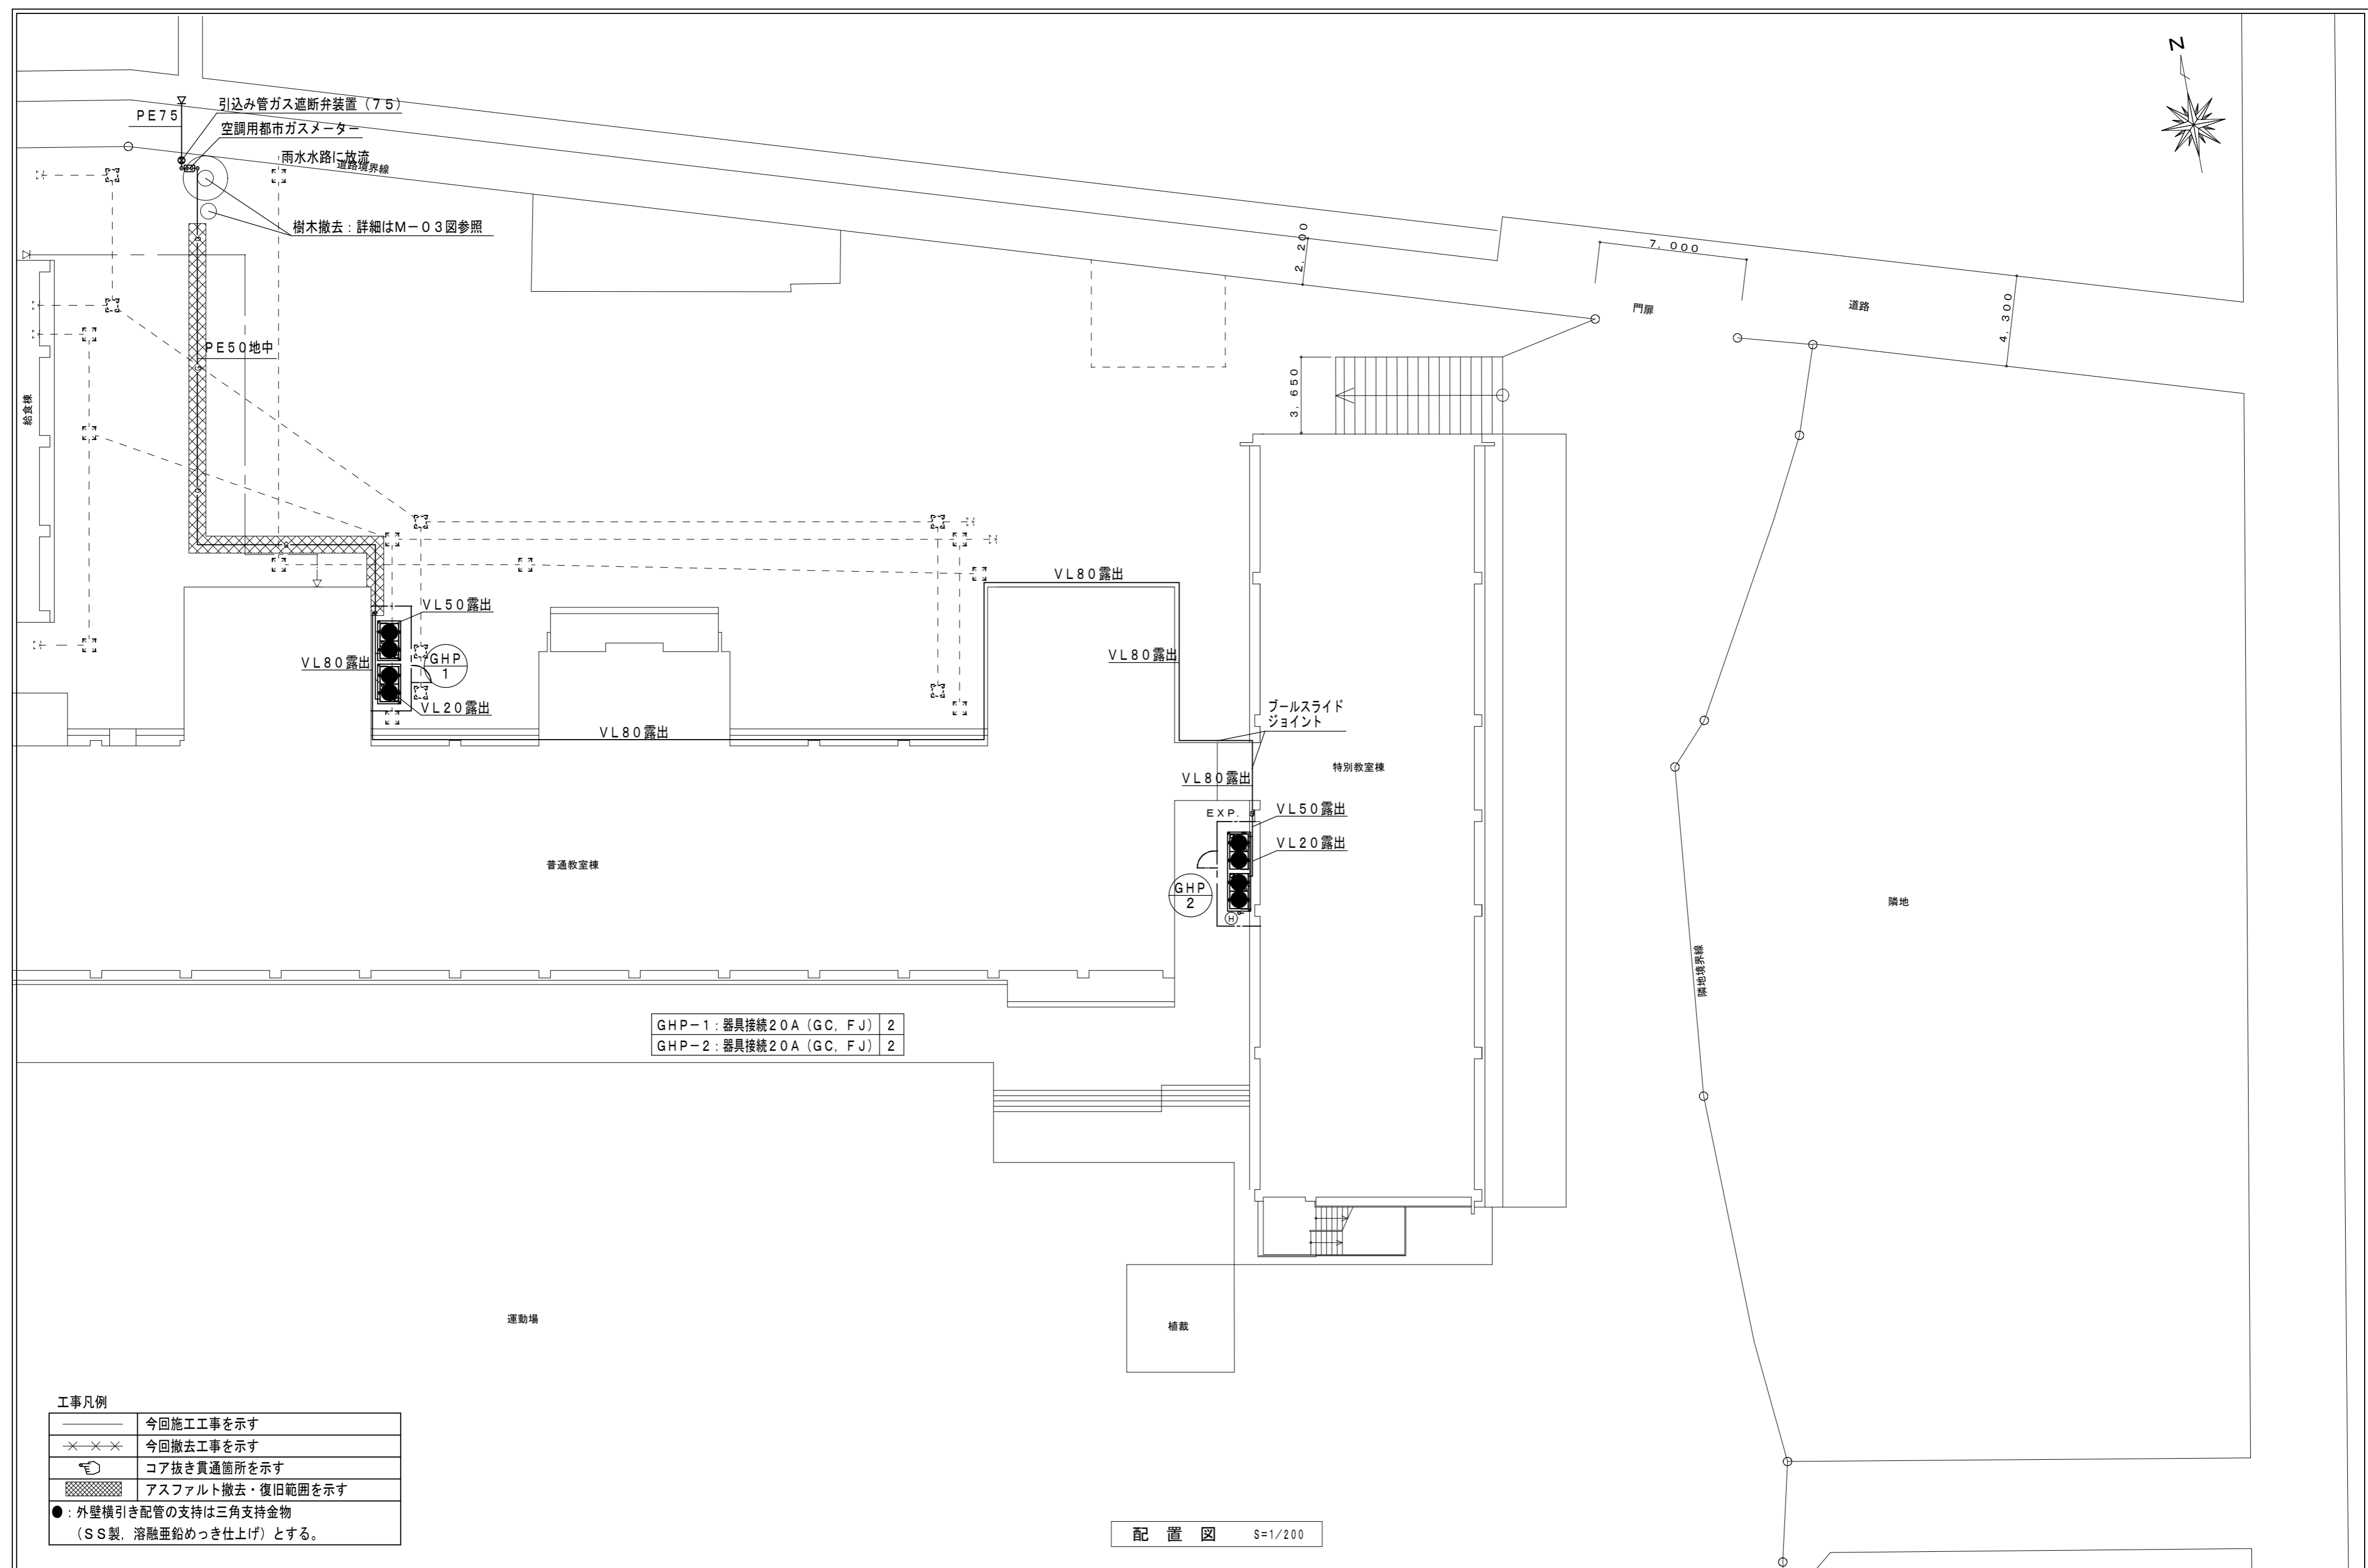 N
引込み管ガス遮断弁装置（７５）
ＰＥ７５
空調用都市ガスメーター
雨水水路に放流
道路境界線
樹木撤去：詳細はＭ－０３図参照
２，２００
７，０００
門扉
道路
４，３００
ＰＥ５０地中
３，６５０
給食棟
ＶＬ８０露出
ＶＬ５０露出
ＶＬ８０露出
ＧＨＰ
１
ＶＬ８０露出
ＶＬ２０露出
ＶＬ８０露出
プールスライド
ジョイント
特別教室棟
ＶＬ８０露出
ＥＸＰ．
ＶＬ５０露出
ＶＬ２０露出
普通教室棟
ＧＨＰ
２
Ｈ
隣地
隣地境界線
ＧＨＰ－１：器具接続２０Ａ（ＧＣ，ＦＪ） ２
ＧＨＰ－２：器具接続２０Ａ（ＧＣ，ＦＪ） ２
運動場
植裁
工事凡例
今回施工工事を示す
今回撤去工事を示す
コア抜き貫通箇所を示す
アスファルト撤去・復旧範囲を示す
●：外壁横引き配管の支持は三角支持金物
（ＳＳ製，溶融亜鉛めっき仕上げ）とする。
配 置 図 S=1/200